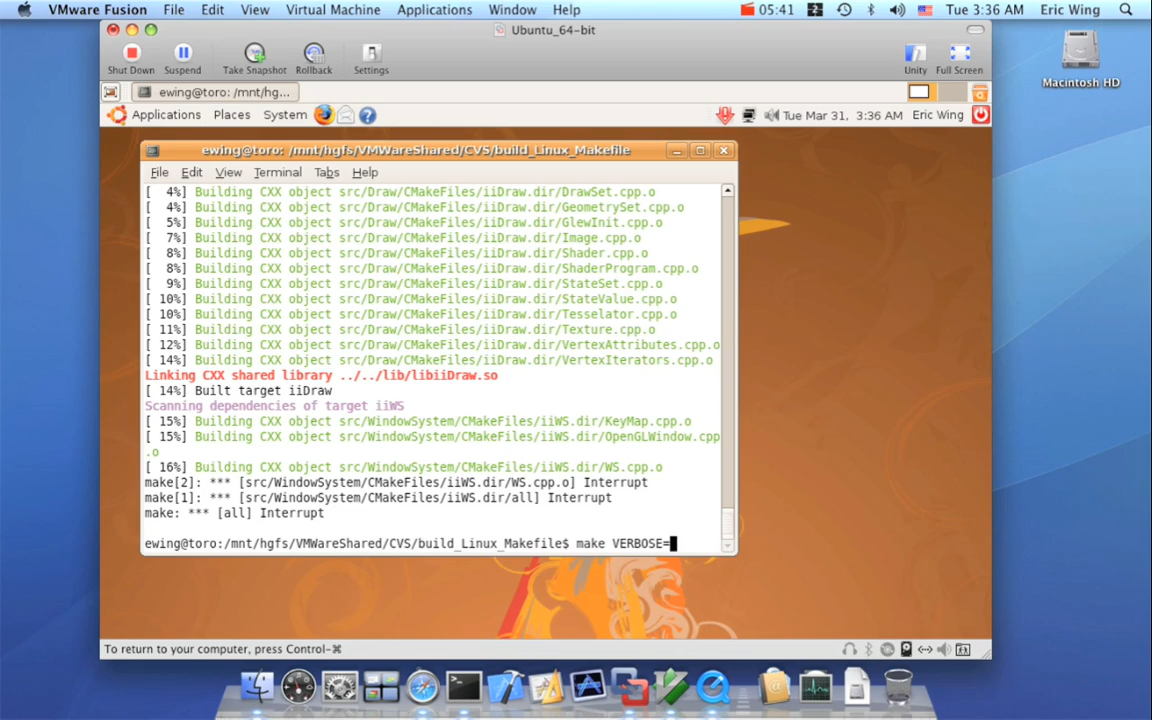 VMware Fusion File Edit View Virtual Machine Applications Window Help 05:41 2 Tue 3:36 AM Eric Wing
Ubuntu_64-bit
Shut Down Suspend Take Snapshot Rollback Settings Unity Full Screen
Macintosh HD
ewing@toro: /mnt/hg...
Applications Places System Tue Mar 31, 3:36 AM Eric Wing
ewing@toro: /mnt/hgfs/VMWareShared/CVS/build_Linux_Makefile
File Edit View Terminal Tabs Help
[  4%] Building CXX object src/Draw/CMakeFiles/iiDraw.dir/DrawSet.cpp.o
[  4%] Building CXX object src/Draw/CMakeFiles/iiDraw.dir/GeometrySet.cpp.o
[  5%] Building CXX object src/Draw/CMakeFiles/iiDraw.dir/GlewInit.cpp.o
[  7%] Building CXX object src/Draw/CMakeFiles/iiDraw.dir/Image.cpp.o
[  8%] Building CXX object src/Draw/CMakeFiles/iiDraw.dir/Shader.cpp.o
[  8%] Building CXX object src/Draw/CMakeFiles/iiDraw.dir/ShaderProgram.cpp.o
[  9%] Building CXX object src/Draw/CMakeFiles/iiDraw.dir/StateSet.cpp.o
[ 10%] Building CXX object src/Draw/CMakeFiles/iiDraw.dir/StateValue.cpp.o
[ 10%] Building CXX object src/Draw/CMakeFiles/iiDraw.dir/Tesselator.cpp.o
[ 11%] Building CXX object src/Draw/CMakeFiles/iiDraw.dir/Texture.cpp.o
[ 12%] Building CXX object src/Draw/CMakeFiles/iiDraw.dir/VertexAttributes.cpp.o
[ 14%] Building CXX object src/Draw/CMakeFiles/iiDraw.dir/VertexIterators.cpp.o
Linking CXX shared library ../../lib/libiiDraw.so
[ 14%] Built target iiDraw
Scanning dependencies of target iiWS
[ 15%] Building CXX object src/WindowSystem/CMakeFiles/iiWS.dir/KeyMap.cpp.o
[ 15%] Building CXX object src/WindowSystem/CMakeFiles/iiWS.dir/OpenGLWindow.cpp
.o
[ 16%] Building CXX object src/WindowSystem/CMakeFiles/iiWS.dir/WS.cpp.o
make[2]: *** [src/WindowSystem/CMakeFiles/iiWS.dir/WS.cpp.o] Interrupt
make[1]: *** [src/WindowSystem/CMakeFiles/iiWS.dir/all] Interrupt
make: *** [all] Interrupt
ewing@toro:/mnt/hgfs/VMWareShared/CVS/build_Linux_Makefile$ make VERBOSE=
To return to your computer, press Control-⌘